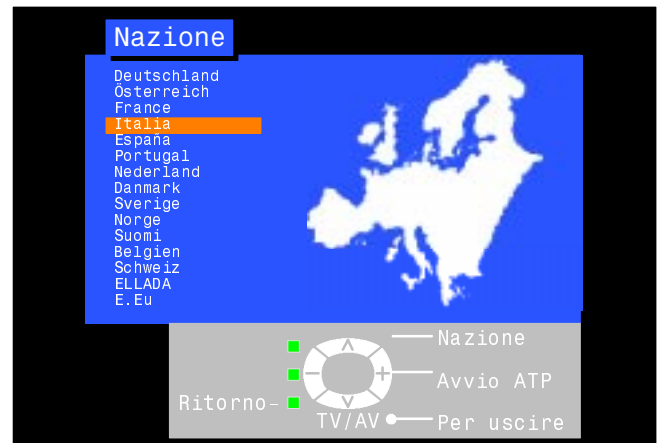 Nazione
Deutschland
Österreich
France
Italia
España
Portugal
Nederland
Danmark
Sverige
Norge
Suomi
Belgien
Schweiz
ELLADA
E.Eu
Nazione
Avvio ATP
Ritorno-
TV/AV
Per uscire